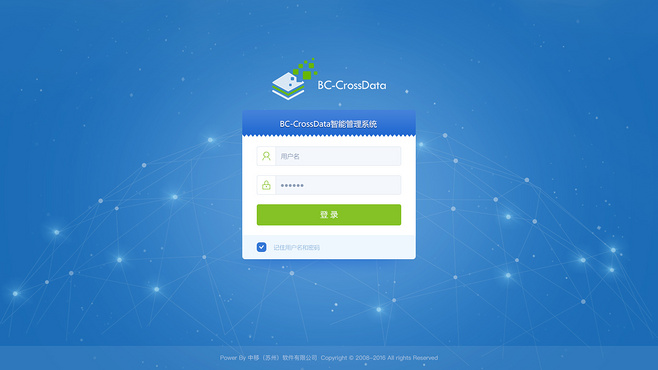 BC-CrossData
BC-CrossData智能管理系统
用户名
••••••
登 录
记住用户名和密码
Power By 中移（苏州）软件有限公司 Copyright © 2008-2016 All rights Reserved